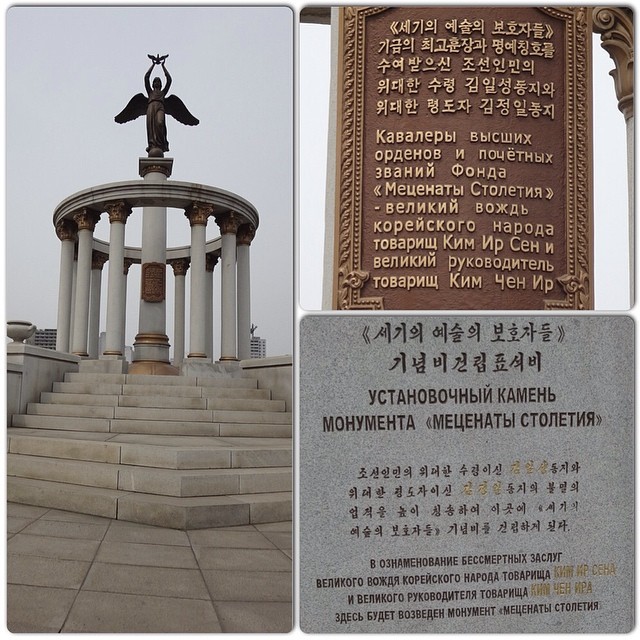 《세기의 예술의 보호자들》
기금의 최고훈장과 명예칭호를
수여받으신 조선인민의
위대한 수령 김일성동지와
위대한 령도자 김정일동지
Кавалеры высших
орденов и почётных
званий Фонда
«Меценаты Столетия»
- великий вождь
корейского народа
товарищ Ким Ир Сен и
великий руководитель
товарищ Ким Чен Ир
《세기의 예술의 보호자들》
기념비건립표식비
УСТАНОВОЧНЫЙ КАМЕНЬ
МОНУМЕНТА «МЕЦЕНАТЫ СТОЛЕТИЯ»
조선인민의 위대한 수령이신 김일성동지와
위대한 령도자이신 김정일동지의 불멸의
업적을 높이 칭송하여 이곳에 《세기의
예술의 보호자들》 기념비를 건립하게 된다.
В ОЗНАМЕНОВАНИЕ БЕССМЕРТНЫХ ЗАСЛУГ
ВЕЛИКОГО ВОЖДЯ КОРЕЙСКОГО НАРОДА ТОВАРИЩА КИМ ИР СЕНА
И ВЕЛИКОГО РУКОВОДИТЕЛЯ ТОВАРИЩА КИМ ЧЕН ИРА
ЗДЕСЬ БУДЕТ ВОЗВЕДЕН МОНУМЕНТ «МЕЦЕНАТЫ СТОЛЕТИЯ